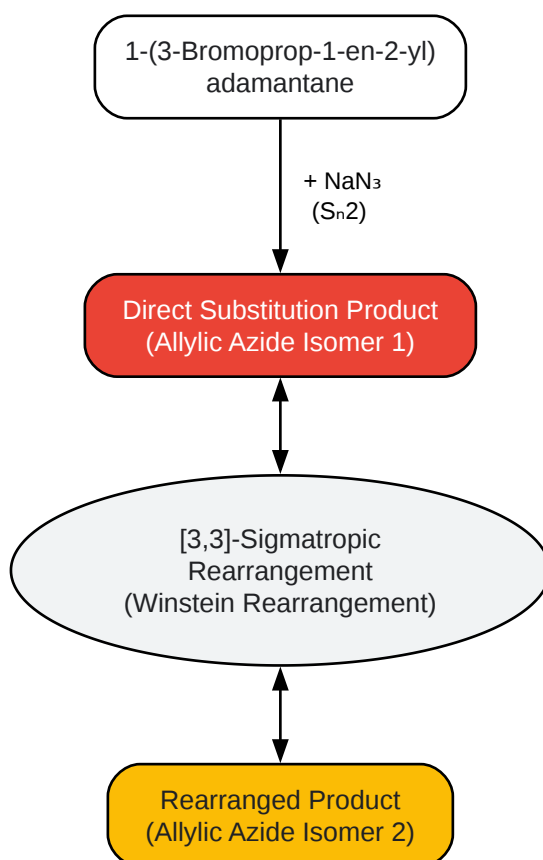 1-(3-Bromoprop-1-en-2-yl)
adamantane
+ NaN₃
(Sₙ2)
Direct Substitution Product
(Allylic Azide Isomer 1)
[3,3]-Sigmatropic
Rearrangement
(Winstein Rearrangement)
Rearranged Product
(Allylic Azide Isomer 2)